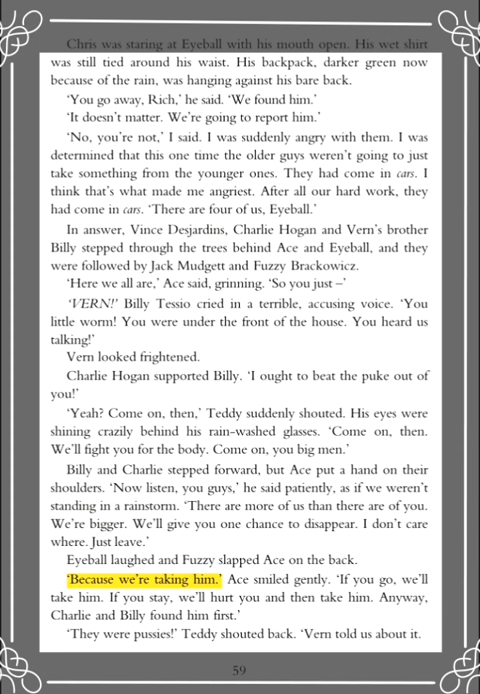 Chris was staring at Eyeball with his mouth open. His wet shirt
was still tied around his waist. His backpack, darker green now
because of the rain, was hanging against his bare back.
‘You go away, Rich,’ he said. ‘We found him.’
‘It doesn’t matter. We’re going to report him.’
‘No, you’re not,’ I said. I was suddenly angry with them. I was
determined that this one time the older guys weren’t going to just
take something from the younger ones. They had come in cars. I
think that’s what made me angriest. After all our hard work, they
had come in cars. ‘There are four of us, Eyeball.’
In answer, Vince Desjardins, Charlie Hogan and Vern’s brother
Billy stepped through the trees behind Ace and Eyeball, and they
were followed by Jack Mudgett and Fuzzy Brackowicz.
‘Here we all are,’ Ace said, grinning. ‘So you just –’
‘VERN!’ Billy Tessio cried in a terrible, accusing voice. ‘You
little worm! You were under the front of the house. You heard us
talking!’
Vern looked frightened.
Charlie Hogan supported Billy. ‘I ought to beat the puke out of
you!’
‘Yeah? Come on, then,’ Teddy suddenly shouted. His eyes were
shining crazily behind his rain-washed glasses. ‘Come on, then.
We’ll fight you for the body. Come on, you big men.’
Billy and Charlie stepped forward, but Ace put a hand on their
shoulders. ‘Now listen, you guys,’ he said patiently, as if we weren’t
standing in a rainstorm. ‘There are more of us than there are of you.
We’re bigger. We’ll give you one chance to disappear. I don’t care
where. Just leave.’
Eyeball laughed and Fuzzy slapped Ace on the back.
‘Because we’re taking him.’ Ace smiled gently. ‘If you go, we’ll
take him. If you stay, we’ll hurt you and then take him. Anyway,
Charlie and Billy found him first.’
‘They were pussies!’ Teddy shouted back. ‘Vern told us about it.
59